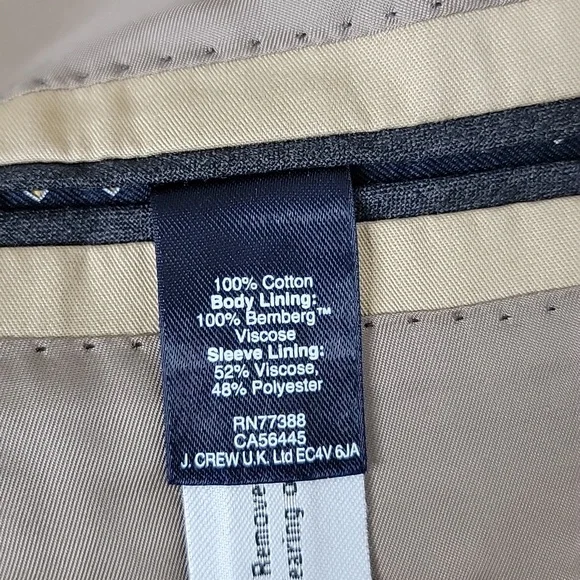 100% Cotton
Body Lining:
100% Bemberg™
Viscose
Sleeve Lining:
52% Viscose,
48% Polyester
RN77388
CA56445
J. CREW U.K. Ltd EC4V 6JA
Remove